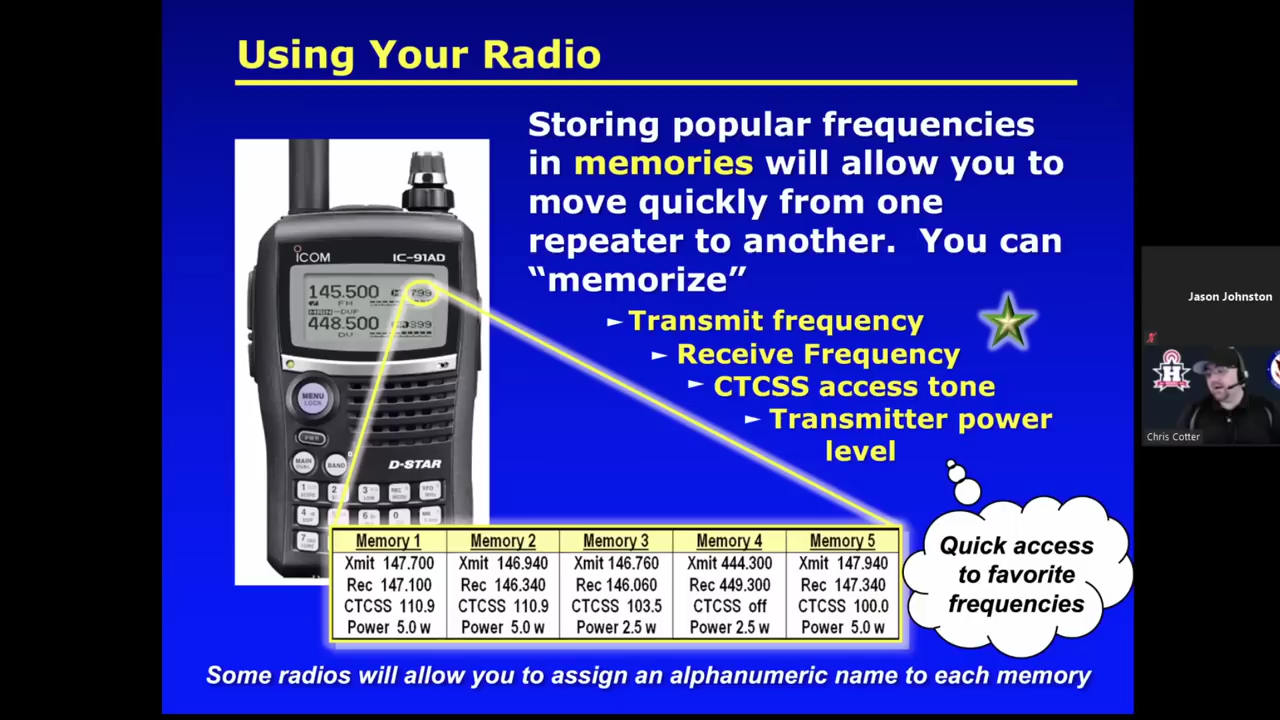 Using Your Radio
Storing popular frequencies
in memories will allow you to
move quickly from one
repeater to another. You can
“memorize”
► Transmit frequency
► Receive Frequency
► CTCSS access tone
► Transmitter power
level
ICOM IC-91AD
145.500 799
FM
448.500 399
DV
MENU
LOCK
PWR
MAIN
DUAL
BAND
D-STAR
Memory 1 Memory 2 Memory 3 Memory 4 Memory 5
Xmit 147.700 Xmit 146.940 Xmit 146.760 Xmit 444.300 Xmit 147.940
Rec 147.100 Rec 146.340 Rec 146.060 Rec 449.300 Rec 147.340
CTCSS 110.9 CTCSS 110.9 CTCSS 103.5 CTCSS off CTCSS 100.0
Power 5.0 w Power 5.0 w Power 2.5 w Power 2.5 w Power 5.0 w
Quick access
to favorite
frequencies
Some radios will allow you to assign an alphanumeric name to each memory
Jason Johnston
H
Chris Cotter